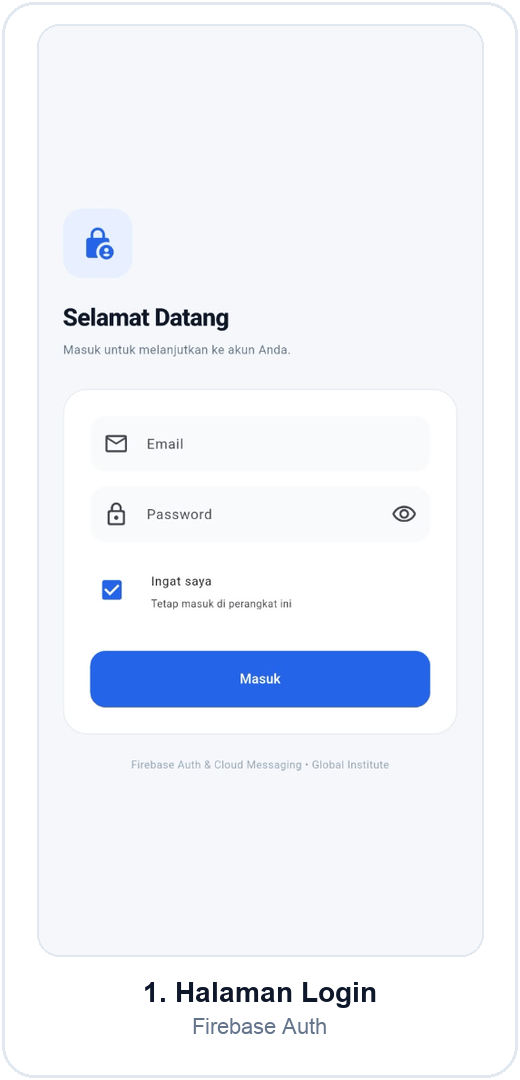 Selamat Datang
Masuk untuk melanjutkan ke akun Anda.
Email
Password
Ingat saya
Tetap masuk di perangkat ini
Masuk
Firebase Auth & Cloud Messaging • Global Institute
1. Halaman Login
Firebase Auth